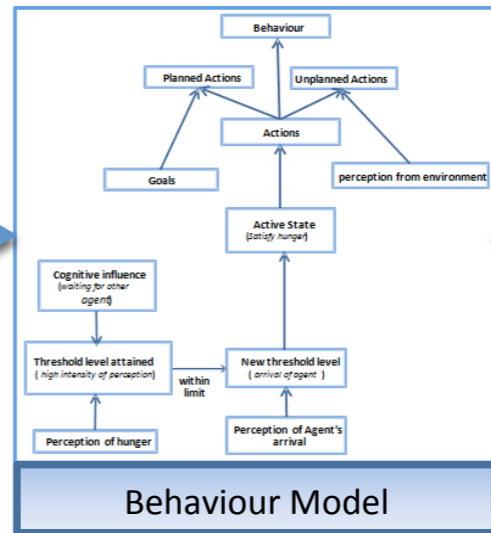 Behaviour
Planned Actions
Unplanned Actions
Actions
Goals
perception from environment
Active State
(Satisfy hunger)
Cognitive influence
(waiting for other
agent)
Threshold level attained
( high intensity of perception)
within
limit
New threshold level
( arrival of agent )
Perception of hunger
Perception of Agent's
arrival
Behaviour Model